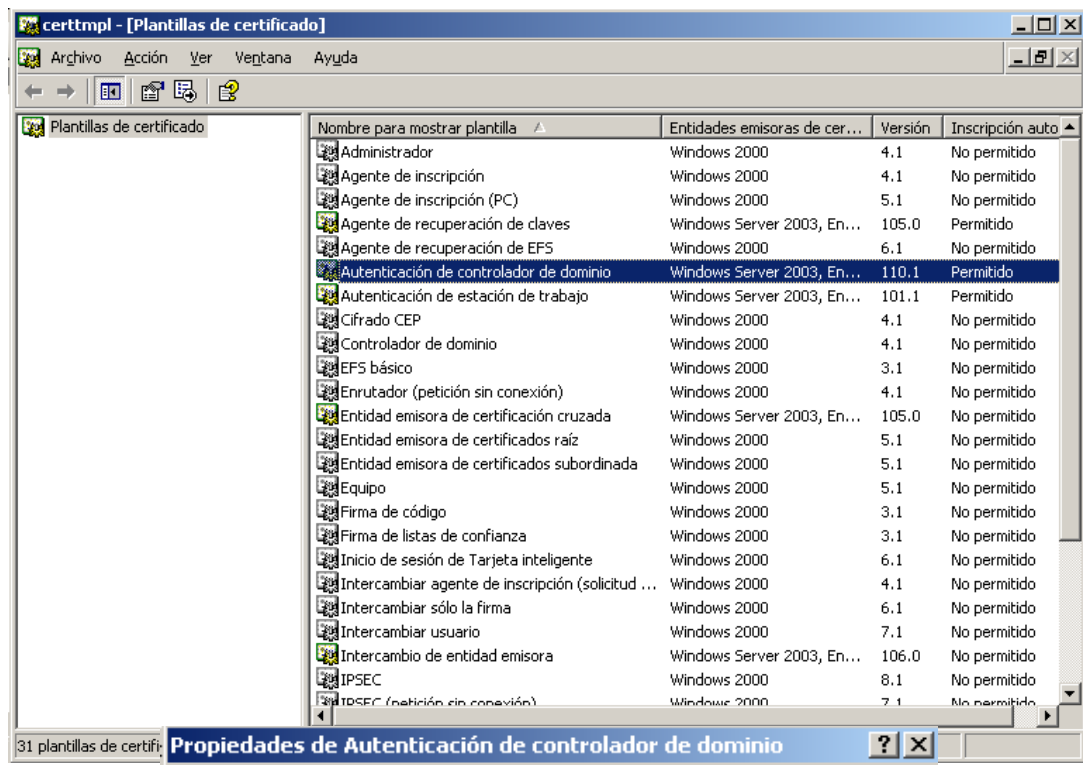 certtmpl - [Plantillas de certificado]
Archivo Acción Ver Ventana Ayuda
Plantillas de certificado
Nombre para mostrar plantilla Entidades emisoras de cer... Versión Inscripción auto
Administrador Windows 2000 4.1 No permitido
Agente de inscripción Windows 2000 4.1 No permitido
Agente de inscripción (PC) Windows 2000 5.1 No permitido
Agente de recuperación de claves Windows Server 2003, En... 105.0 Permitido
Agente de recuperación de EFS Windows 2000 6.1 No permitido
Autenticación de controlador de dominio Windows Server 2003, En... 110.1 Permitido
Autenticación de estación de trabajo Windows Server 2003, En... 101.1 Permitido
Cifrado CEP Windows 2000 4.1 No permitido
Controlador de dominio Windows 2000 4.1 No permitido
EFS básico Windows 2000 3.1 No permitido
Enrutador (petición sin conexión) Windows 2000 4.1 No permitido
Entidad emisora de certificación cruzada Windows Server 2003, En... 105.0 No permitido
Entidad emisora de certificados raíz Windows 2000 5.1 No permitido
Entidad emisora de certificados subordinada Windows 2000 5.1 No permitido
Equipo Windows 2000 5.1 No permitido
Firma de código Windows 2000 3.1 No permitido
Firma de listas de confianza Windows 2000 3.1 No permitido
Inicio de sesión de Tarjeta inteligente Windows 2000 6.1 No permitido
Intercambiar agente de inscripción (solicitud ... Windows 2000 4.1 No permitido
Intercambiar sólo la firma Windows 2000 6.1 No permitido
Intercambiar usuario Windows 2000 7.1 No permitido
Intercambio de entidad emisora Windows Server 2003, En... 106.0 No permitido
IPSEC Windows 2000 8.1 No permitido
IPSEC (petición sin conexión) Windows 2000 7.1 No permitido
31 plantillas de certifi
Propiedades de Autenticación de controlador de dominio